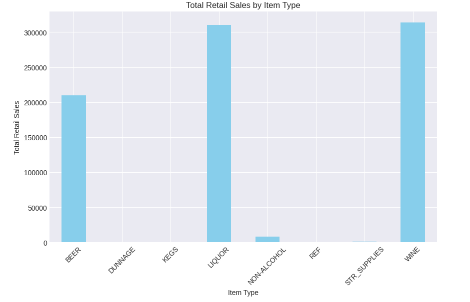 Total Retail Sales by Item Type
Total Retail Sales
300000
250000
200000
150000
100000
50000
0
BEER
DUNNAGE
KEGS
LIQUOR
NON-ALCOHOL
REF
STR_SUPPLIES
WINE
Item Type